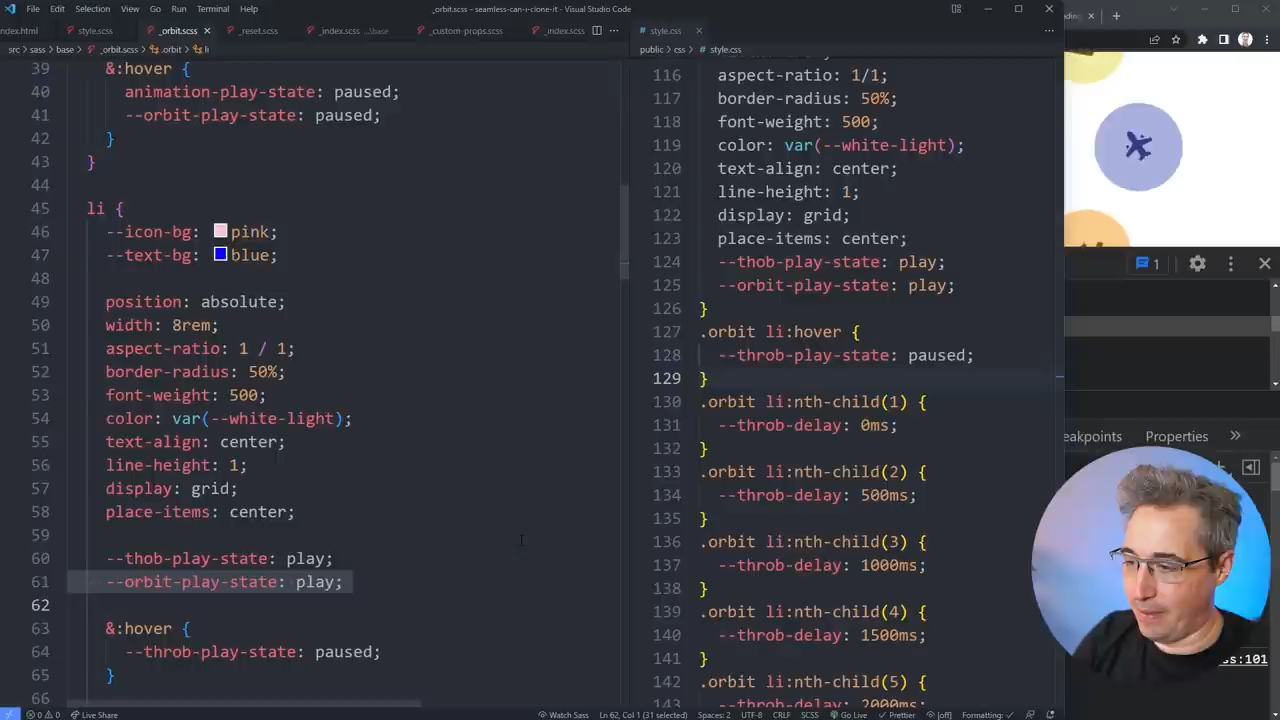 File Edit Selection View Go Run Terminal Help
_orbit.scss - seamless-can-i-clone-it - Visual Studio Code
index.html style.scss _orbit.scss _reset.scss _index.scss ...\base _custom-props.scss _index.scss
style.css
src > sass > base > _orbit.scss > .orbit > li
public > css > style.css
39 &:hover {
40 animation-play-state: paused;
41 --orbit-play-state: paused;
42 }
43 }
44
45 li {
46 --icon-bg: pink;
47 --text-bg: blue;
48
49 position: absolute;
50 width: 8rem;
51 aspect-ratio: 1 / 1;
52 border-radius: 50%;
53 font-weight: 500;
54 color: var(--white-light);
55 text-align: center;
56 line-height: 1;
57 display: grid;
58 place-items: center;
59
60 --thob-play-state: play;
61 --orbit-play-state: play;
62
63 &:hover {
64 --throb-play-state: paused;
65 }
66
116 aspect-ratio: 1/1;
117 border-radius: 50%;
118 font-weight: 500;
119 color: var(--white-light);
120 text-align: center;
121 line-height: 1;
122 display: grid;
123 place-items: center;
124 --thob-play-state: play;
125 --orbit-play-state: play;
126 }
127 .orbit li:hover {
128 --throb-play-state: paused;
129 }
130 .orbit li:nth-child(1) {
131 --throb-delay: 0ms;
132 }
133 .orbit li:nth-child(2) {
134 --throb-delay: 500ms;
135 }
136 .orbit li:nth-child(3) {
137 --throb-delay: 1000ms;
138 }
139 .orbit li:nth-child(4) {
140 --throb-delay: 1500ms;
141 }
142 .orbit li:nth-child(5) {
143 --throb-delay: 2000ms;
1
eakpoints Properties
ss:101
0 0 Live Share
Watch Sass Ln 62, Col 1 (31 selected) Spaces: 2 UTF-8 CRLF SCSS Go Live Prettier [off] Formatting: